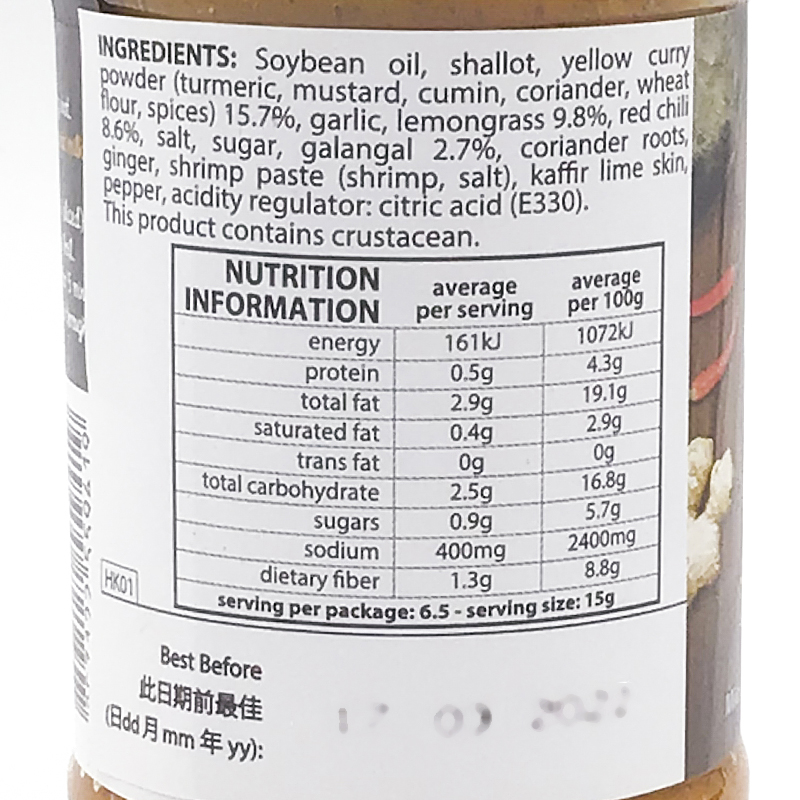 INGREDIENTS: Soybean oil, shallot, yellow curry
powder (turmeric, mustard, cumin, coriander, wheat
flour, spices) 15.7%, garlic, lemongrass 9.8%, red chili
8.6%, salt, sugar, galangal 2.7%, coriander roots,
ginger, shrimp paste (shrimp, salt), kaffir lime skin,
pepper, acidity regulator: citric acid (E330).
This product contains crustacean.
NUTRITION INFORMATION average per serving average per 100g
energy 161kJ 1072kJ
protein 0.5g 4.3g
total fat 2.9g 19.1g
saturated fat 0.4g 2.9g
trans fat 0g 0g
total carbohydrate 2.5g 16.8g
sugars 0.9g 5.7g
sodium 400mg 2400mg
dietary fiber 1.3g 8.8g
serving per package: 6.5 - serving size: 15g
HK01
Best Before
此日期前最佳
(日dd月mm年yy):
17 09 2022